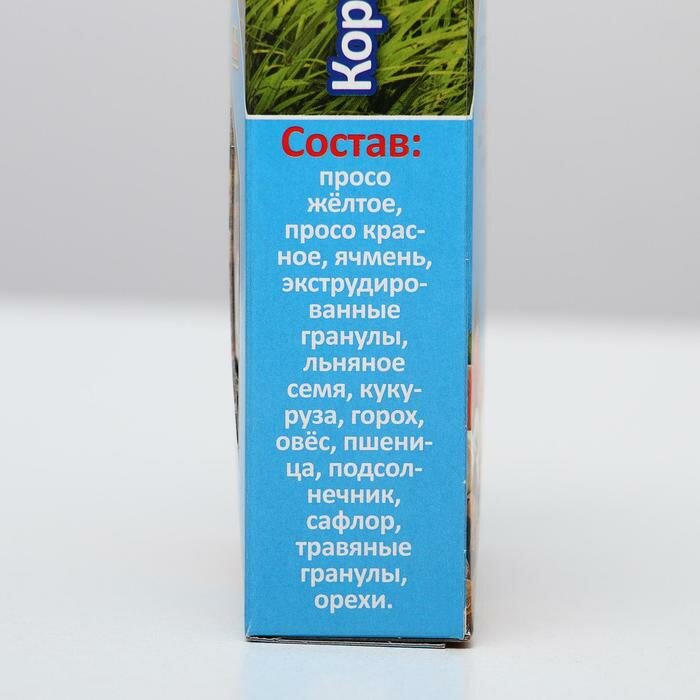 Кор
Состав:
просо
жёлтое,
просо крас-
ное, ячмень,
экструдиро-
ванные
гранулы,
льняное
семя, куку-
руза, горох,
овёс, пшени-
ца, подсол-
нечник,
сафлор,
травяные
гранулы,
орехи.